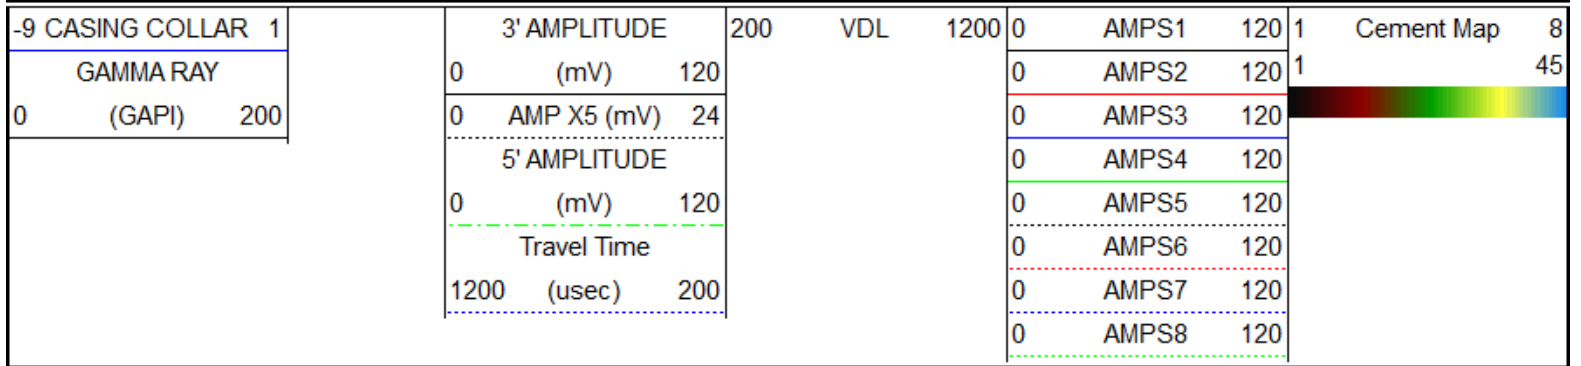 -9 CASING COLLAR 1
GAMMA RAY
0 (GAPI) 200
3' AMPLITUDE
0 (mV) 120
0 AMP X5 (mV) 24
5' AMPLITUDE
0 (mV) 120
Travel Time
1200 (usec) 200
200 VDL 1200
0 AMPS1 120
0 AMPS2 120
0 AMPS3 120
0 AMPS4 120
0 AMPS5 120
0 AMPS6 120
0 AMPS7 120
0 AMPS8 120
1 Cement Map 8
1 45